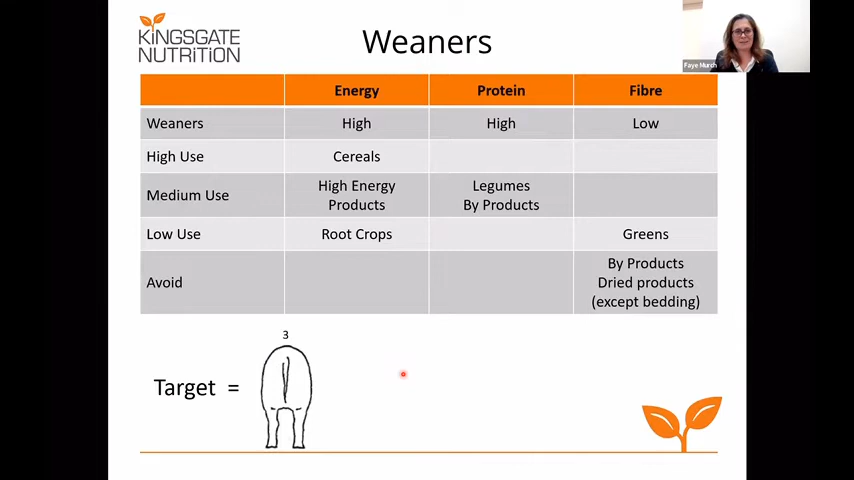 KINGSGATE
NUTRITION
Weaners
Faye Murch
Energy Protein Fibre
Weaners High High Low
High Use Cereals
Medium Use High Energy Products Legumes By Products
Low Use Root Crops Greens
Avoid By Products Dried products (except bedding)
3
Target =